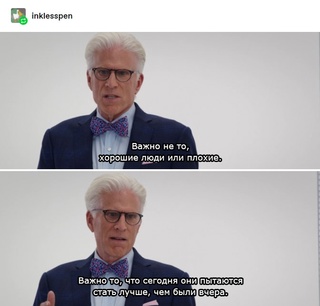 inklesspen
Важно не то,
хорошие люди или плохие.
Важно то, что сегодня они пытаются
стать лучше, чем были вчера.